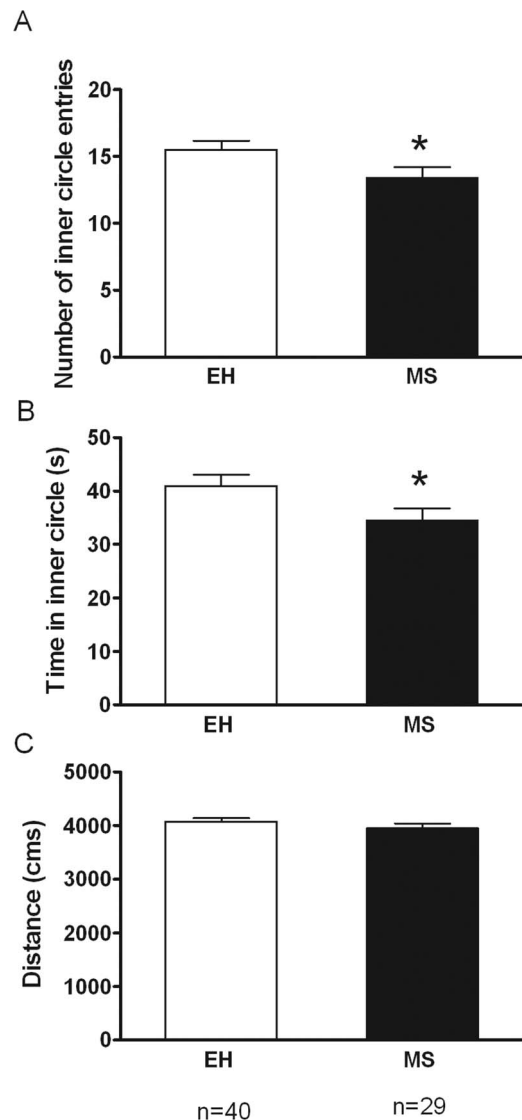 A
Number of inner circle entries
20
15
10
5
0
*
EH MS
B
Time in inner circle (s)
50
40
30
20
10
0
*
EH MS
C
Distance (cms)
5000
4000
3000
2000
1000
0
EH MS
n=40 n=29